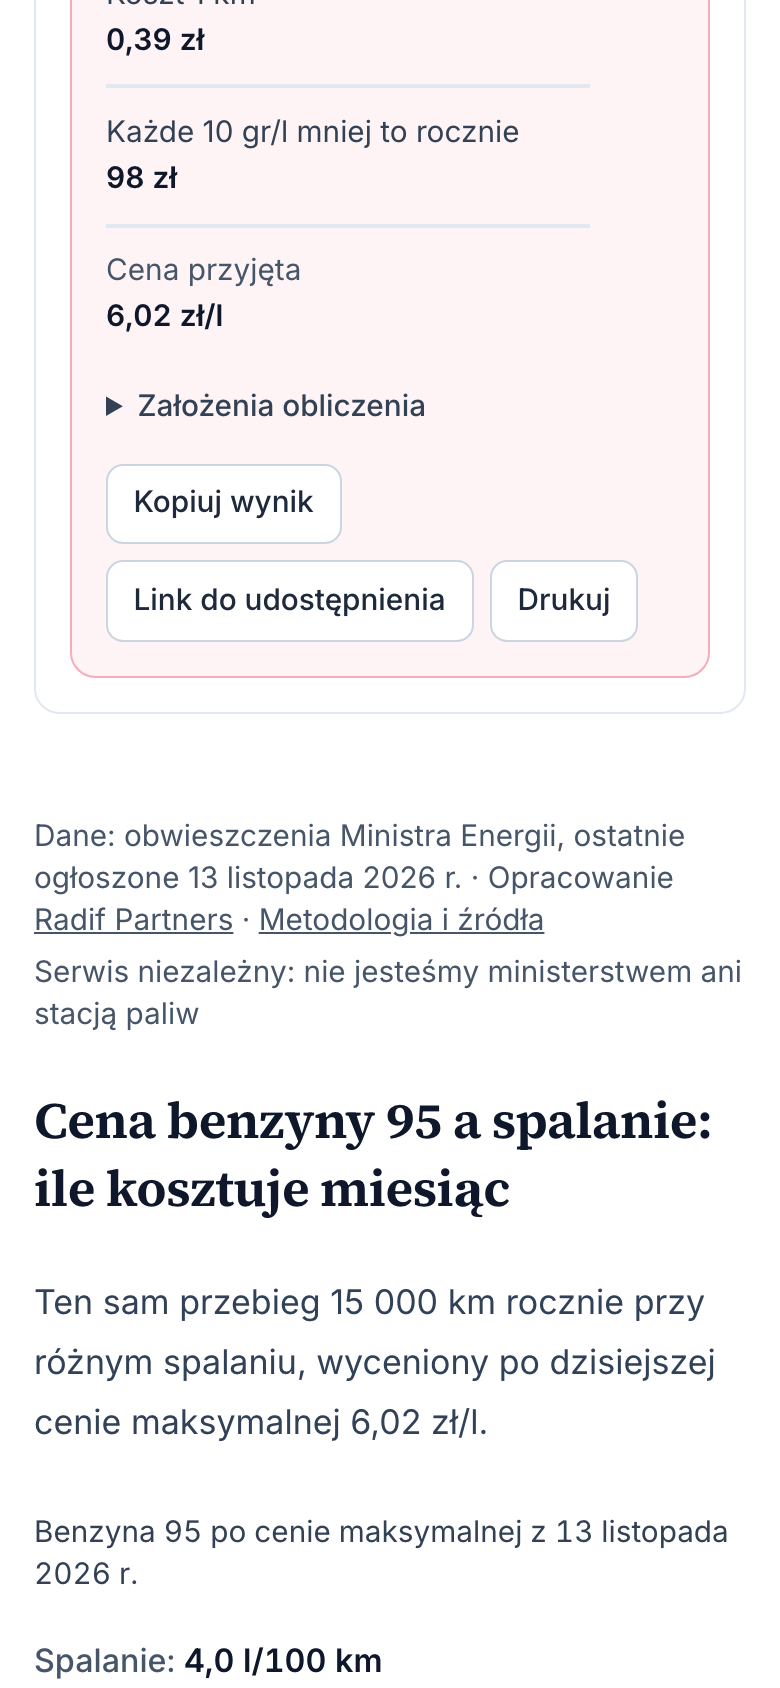 Koszt 1 km
0,39 zł
Każde 10 gr/l mniej to rocznie
98 zł
Cena przyjęta
6,02 zł/l
▶ Założenia obliczenia
Kopiuj wynik
Link do udostępnienia
Drukuj
Dane: obwieszczenia Ministra Energii, ostatnie
ogłoszone 13 listopada 2026 r. · Opracowanie
Radif Partners · Metodologia i źródła
Serwis niezależny: nie jesteśmy ministerstwem ani
stacją paliw
Cena benzyny 95 a spalanie:
ile kosztuje miesiąc
Ten sam przebieg 15 000 km rocznie przy
różnym spalaniu, wyceniony po dzisiejszej
cenie maksymalnej 6,02 zł/l.
Benzyna 95 po cenie maksymalnej z 13 listopada
2026 r.
Spalanie: 4,0 l/100 km